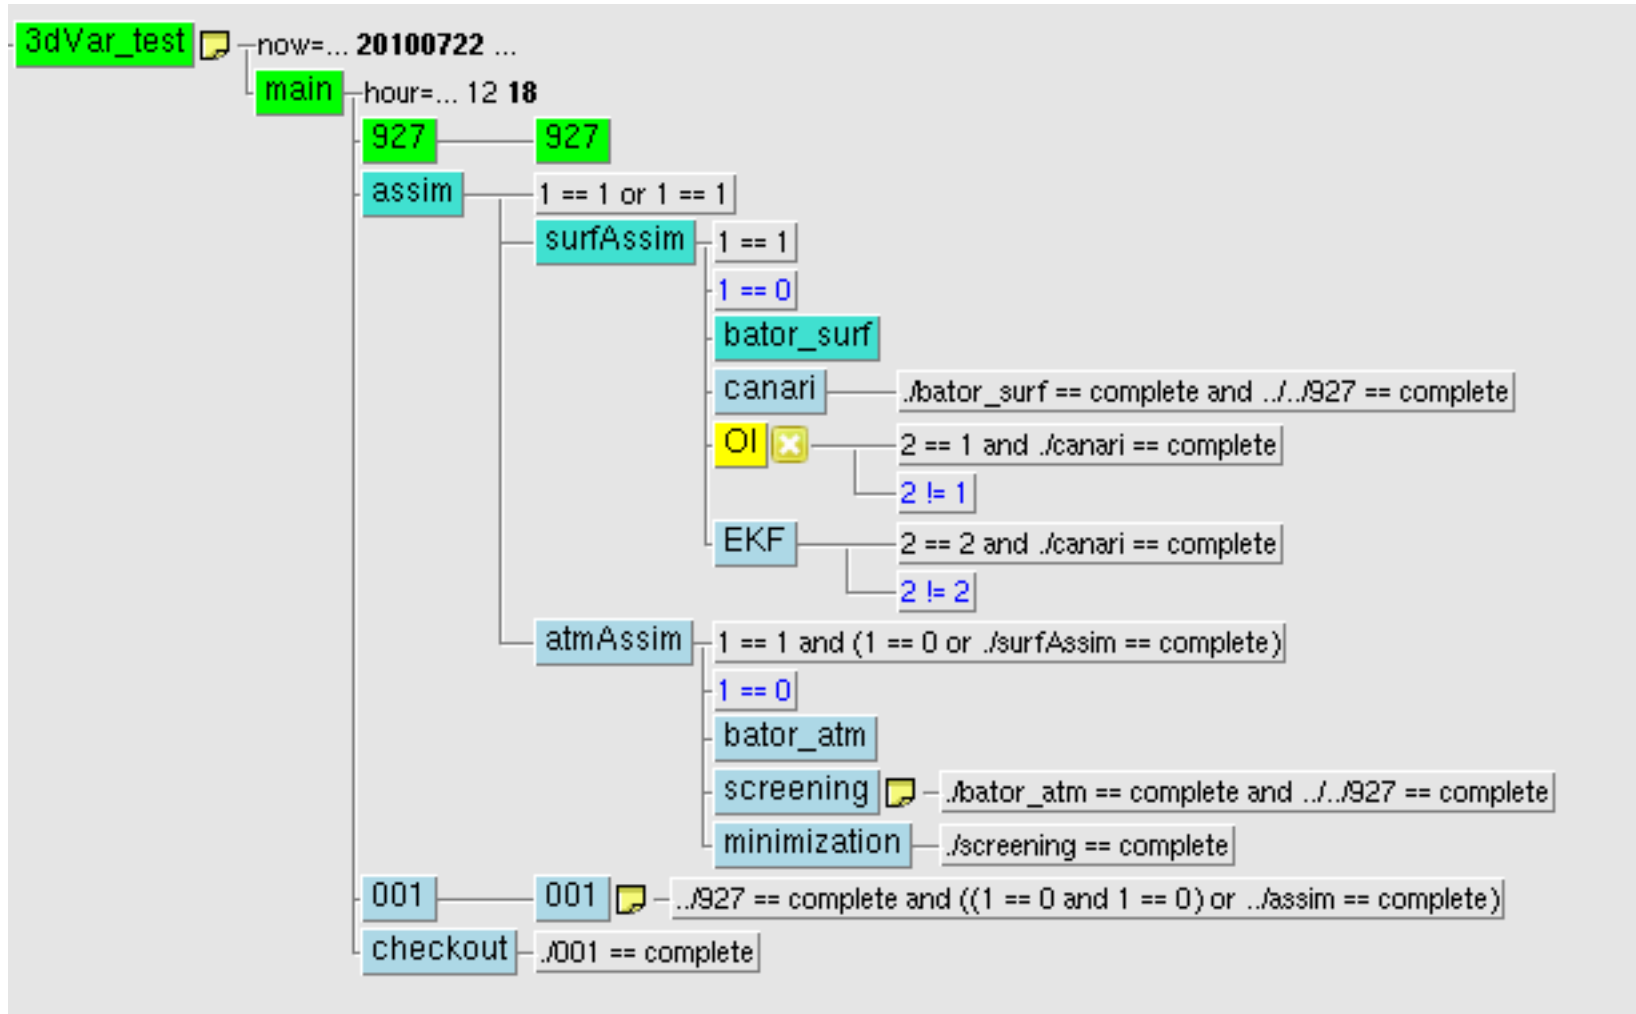 3dVar_test now=... 20100722 ...
main hour=... 12 18
927 927
assim 1 == 1 or 1 == 1
surfAssim 1 == 1
1 == 0
bator_surf
canari ./bator_surf == complete and ../../927 == complete
OI 2 == 1 and ./canari == complete
2 != 1
EKF 2 == 2 and ./canari == complete
2 != 2
atmAssim 1 == 1 and (1 == 0 or ./surfAssim == complete)
1 == 0
bator_atm
screening ./bator_atm == complete and ../../927 == complete
minimization ./screening == complete
001 001 ../927 == complete and ((1 == 0 and 1 == 0) or ../assim == complete)
checkout ./001 == complete